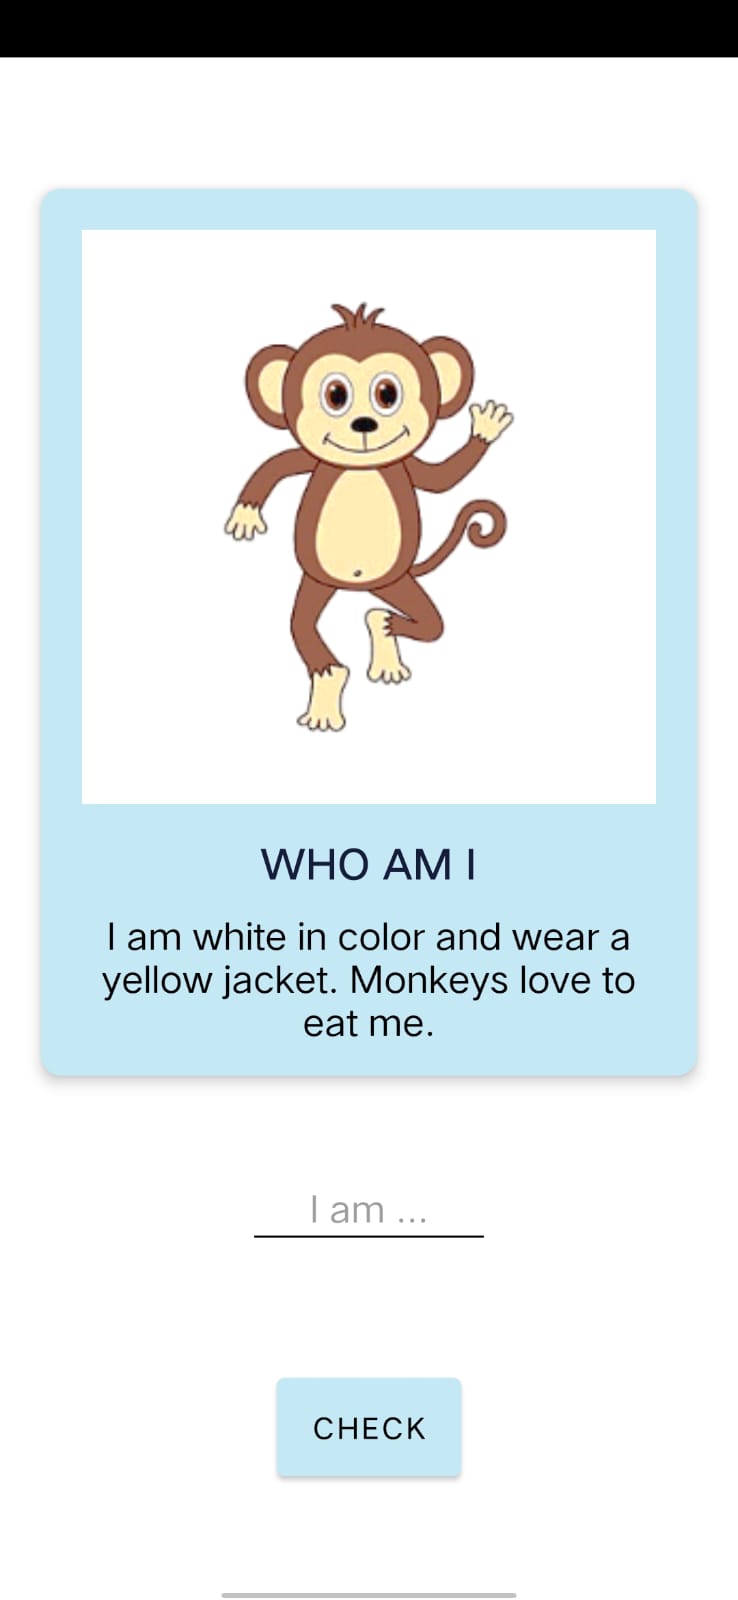 WHO AM I
I am white in color and wear a
yellow jacket. Monkeys love to
eat me.
I am ...
CHECK